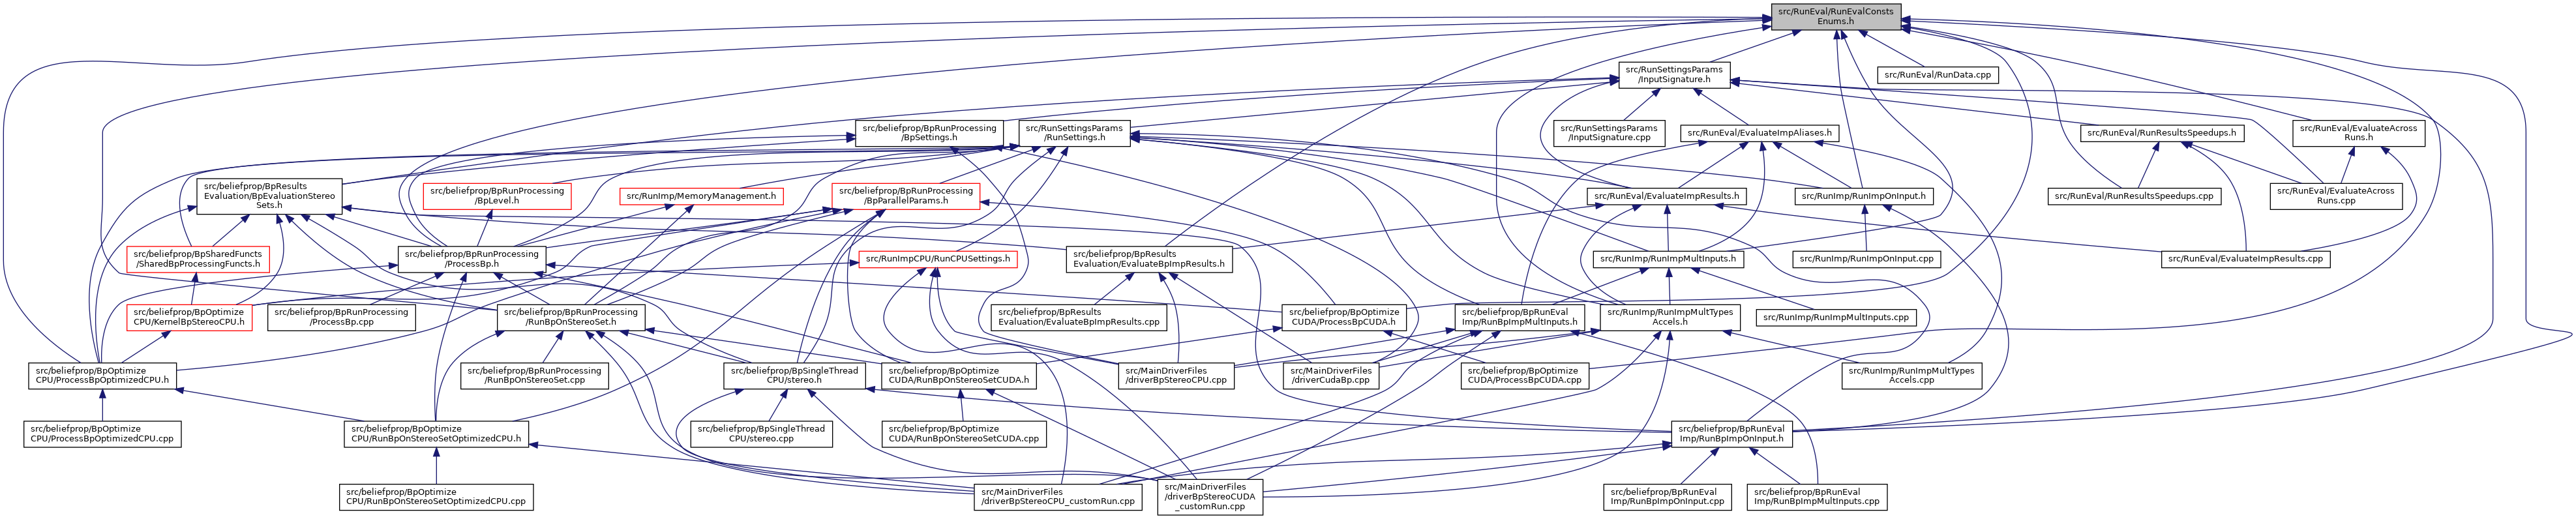 src/RunEval/RunEvalConsts
Enums.h
src/RunSettingsParams
/InputSignature.h
src/RunEval/RunData.cpp
src/beliefprop/BpRunProcessing
/BpSettings.h
src/RunSettingsParams
/RunSettings.h
src/RunSettingsParams
/InputSignature.cpp
src/RunEval/EvaluateImpAliases.h
src/RunEval/RunResultsSpeedups.h
src/RunEval/EvaluateAcross
Runs.h
src/beliefprop/BpResults
Evaluation/BpEvaluationStereo
Sets.h
src/beliefprop/BpRunProcessing
/BpLevel.h
src/RunImp/MemoryManagement.h
src/beliefprop/BpRunProcessing
/BpParallelParams.h
src/RunEval/EvaluateImpResults.h
src/RunImp/RunImpOnInput.h
src/RunEval/RunResultsSpeedups.cpp
src/RunEval/EvaluateAcross
Runs.cpp
src/beliefprop/BpSharedFuncts
/SharedBpProcessingFuncts.h
src/beliefprop/BpRunProcessing
/ProcessBp.h
src/RunImpCPU/RunCPUSettings.h
src/beliefprop/BpResults
Evaluation/EvaluateBpImpResults.h
src/RunImp/RunImpMultInputs.h
src/RunImp/RunImpOnInput.cpp
src/RunEval/EvaluateImpResults.cpp
src/beliefprop/BpOptimize
CPU/KernelBpStereoCPU.h
src/beliefprop/BpRunProcessing
/ProcessBp.cpp
src/beliefprop/BpRunProcessing
/RunBpOnStereoSet.h
src/beliefprop/BpResults
Evaluation/EvaluateBpImpResults.cpp
src/beliefprop/BpOptimize
CUDA/ProcessBpCUDA.h
src/beliefprop/BpRunEval
Imp/RunBpImpMultInputs.h
src/RunImp/RunImpMultTypes
Accels.h
src/RunImp/RunImpMultInputs.cpp
src/beliefprop/BpOptimize
CPU/ProcessBpOptimizedCPU.h
src/beliefprop/BpRunProcessing
/RunBpOnStereoSet.cpp
src/beliefprop/BpSingleThread
CPU/stereo.h
src/beliefprop/BpOptimize
CUDA/RunBpOnStereoSetCUDA.h
src/MainDriverFiles
/driverBpStereoCPU.cpp
src/MainDriverFiles
/driverCudaBp.cpp
src/beliefprop/BpOptimize
CUDA/ProcessBpCUDA.cpp
src/RunImp/RunImpMultTypes
Accels.cpp
src/beliefprop/BpOptimize
CPU/ProcessBpOptimizedCPU.cpp
src/beliefprop/BpOptimize
CPU/RunBpOnStereoSetOptimizedCPU.h
src/beliefprop/BpSingleThread
CPU/stereo.cpp
src/beliefprop/BpOptimize
CUDA/RunBpOnStereoSetCUDA.cpp
src/beliefprop/BpRunEval
Imp/RunBpImpOnInput.h
src/beliefprop/BpOptimize
CPU/RunBpOnStereoSetOptimizedCPU.cpp
src/MainDriverFiles
/driverBpStereoCPU_customRun.cpp
src/MainDriverFiles
/driverBpStereoCUDA
_customRun.cpp
src/beliefprop/BpRunEval
Imp/RunBpImpOnInput.cpp
src/beliefprop/BpRunEval
Imp/RunBpImpMultInputs.cpp